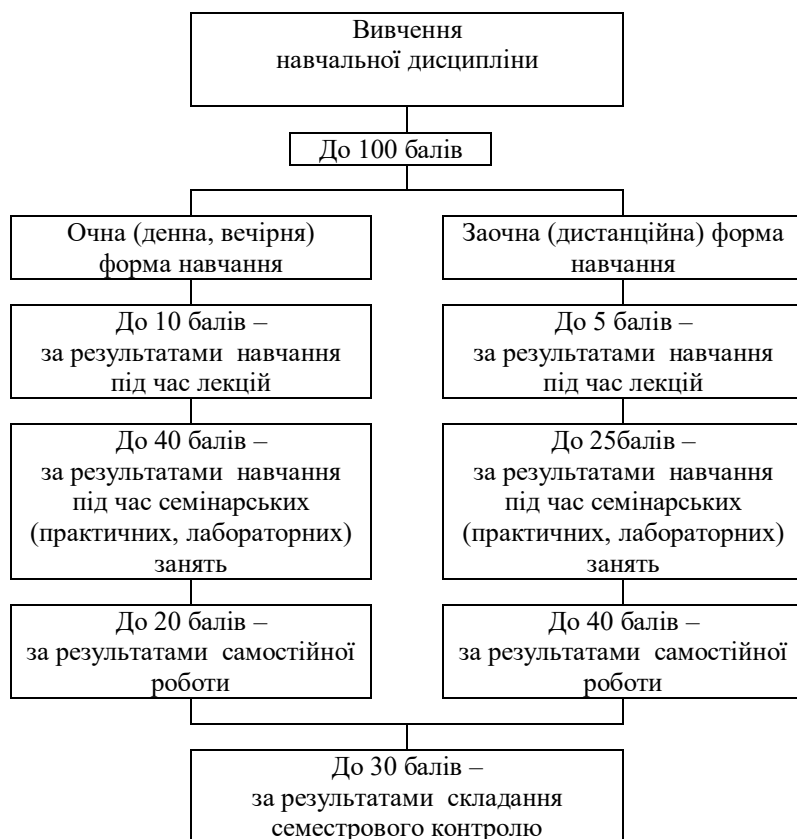 Вивчення
навчальної дисципліни
До 100 балів
Очна (денна, вечірня)
форма навчання
До 10 балів –
за результатами навчання
під час лекцій
До 40 балів –
за результатами навчання
під час семінарських
(практичних, лабораторних)
занять
До 20 балів –
за результатами самостійної
роботи
Заочна (дистанційна) форма
навчання
До 5 балів –
за результатами навчання
під час лекцій
До 25балів –
за результатами навчання
під час семінарських
(практичних, лабораторних)
занять
До 40 балів –
за результатами самостійної
роботи
До 30 балів –
за результатами складання
семестрового контролю